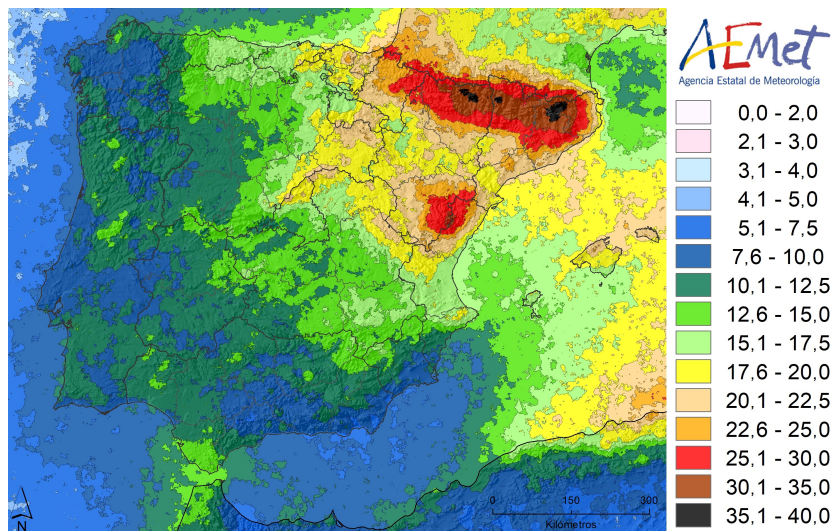 AEmet
Agencia Estatal de Meteorología
0,0 - 2,0
2,1 - 3,0
3,1 - 4,0
4,1 - 5,0
5,1 - 7,5
7,6 - 10,0
10,1 - 12,5
12,6 - 15,0
15,1 - 17,5
17,6 - 20,0
20,1 - 22,5
22,6 - 25,0
25,1 - 30,0
30,1 - 35,0
35,1 - 40,0
0 150 300
Kilómetros
N